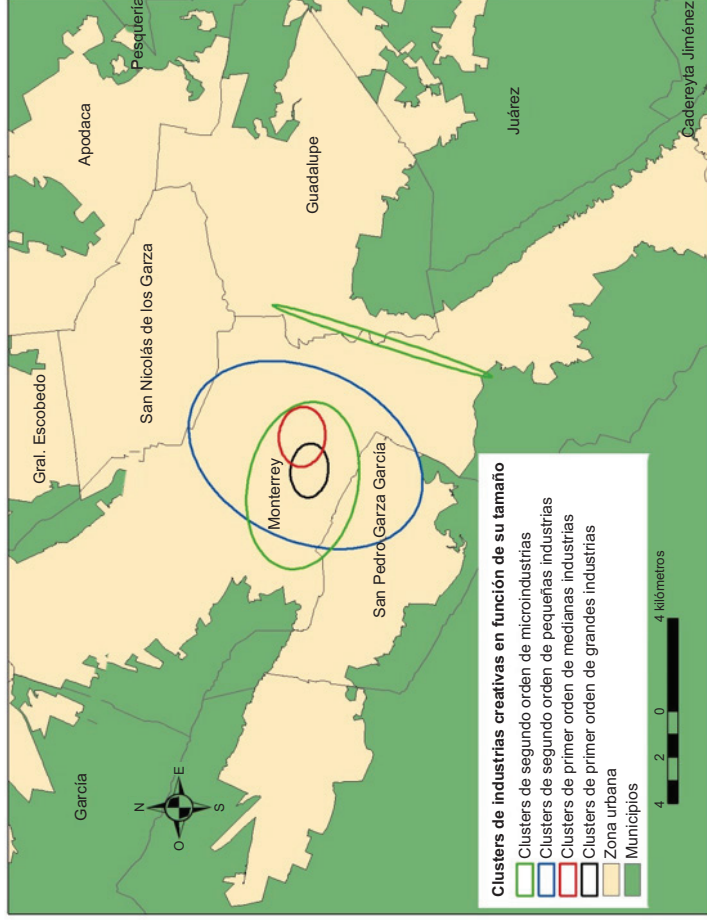 García
Gral. Escobedo
Apodaca
Pesquería
San Nicolás de los Garza
Guadalupe
Monterrey
San Pedro Garza García
Juárez
Cadereyta Jiménez
N
O
E
S
Clusters de industrias creativas en función de su tamaño
Clusters de segundo orden de microindustrias
Clusters de segundo orden de pequeñas industrias
Clusters de primer orden de medianas industrias
Clusters de primer orden de grandes industrias
Zona urbana
Municipios
4 2 0 4 kilómetros